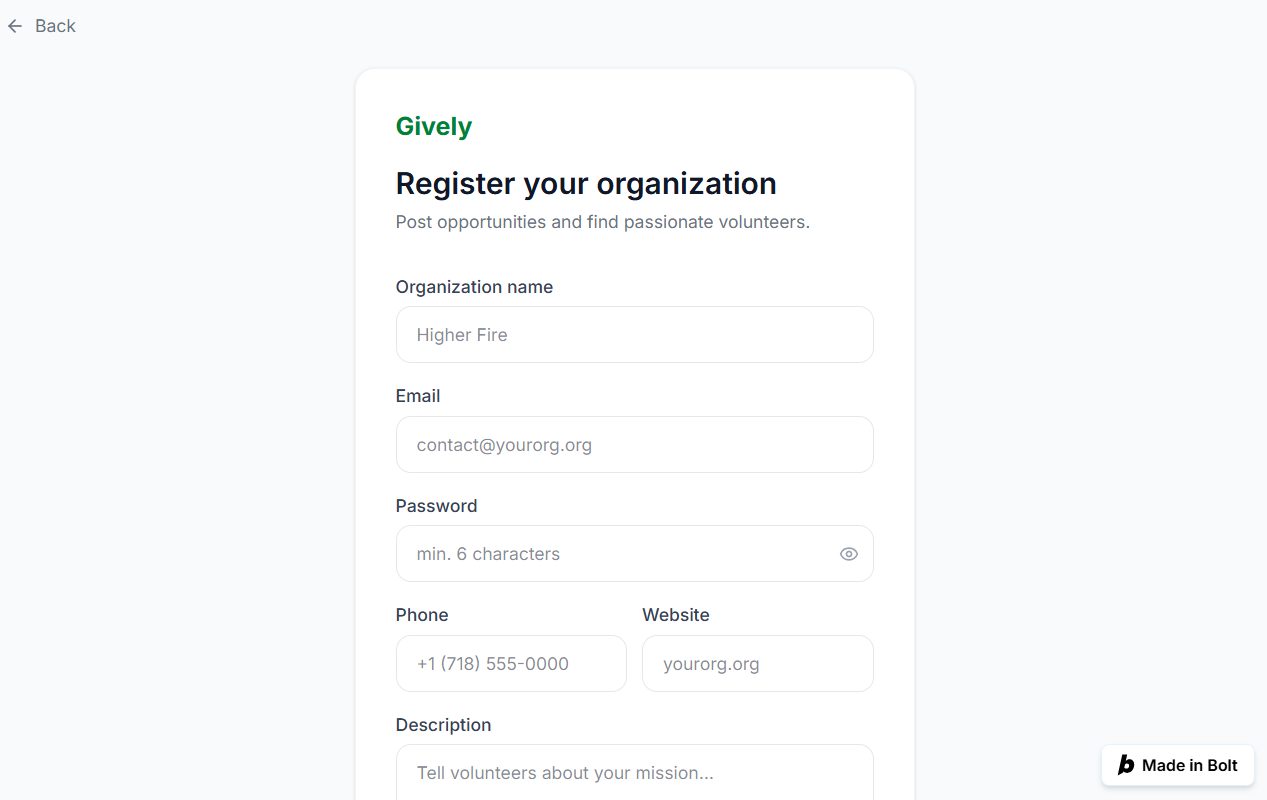 Back
Gively
Register your organization
Post opportunities and find passionate volunteers.
Organization name
Higher Fire
Email
contact@yourorg.org
Password
min. 6 characters
Phone
Website
+1 (718) 555-0000
yourorg.org
Description
Tell volunteers about your mission...
Made in Bolt